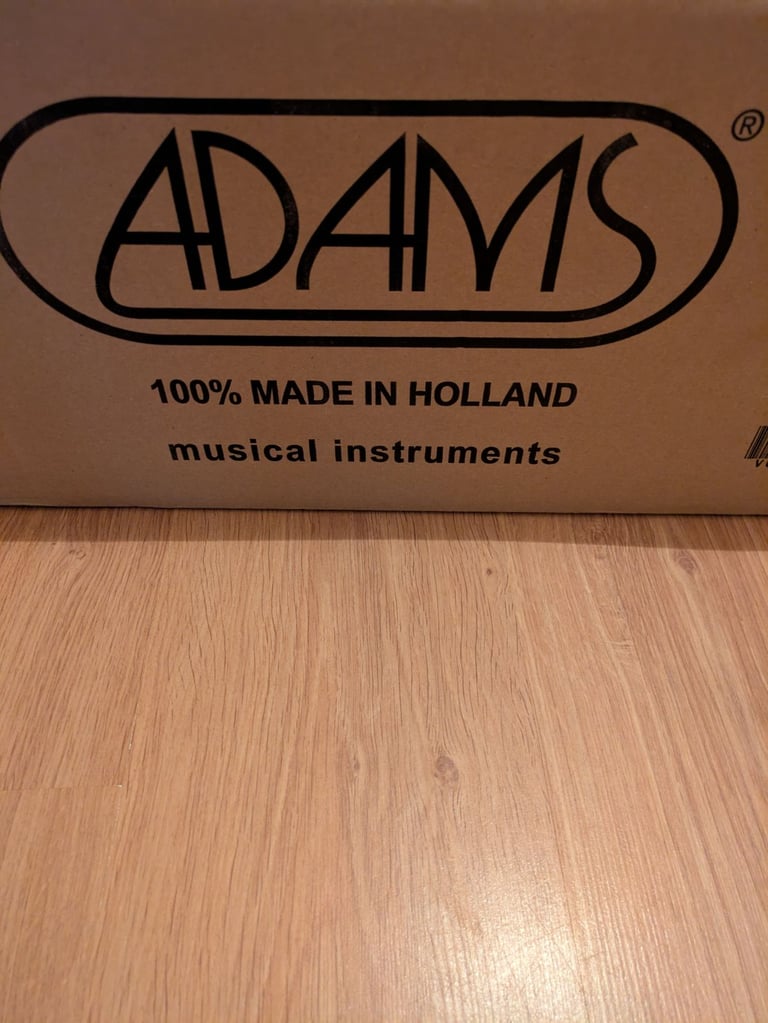 ADAMS ®
100% MADE IN HOLLAND
musical instruments